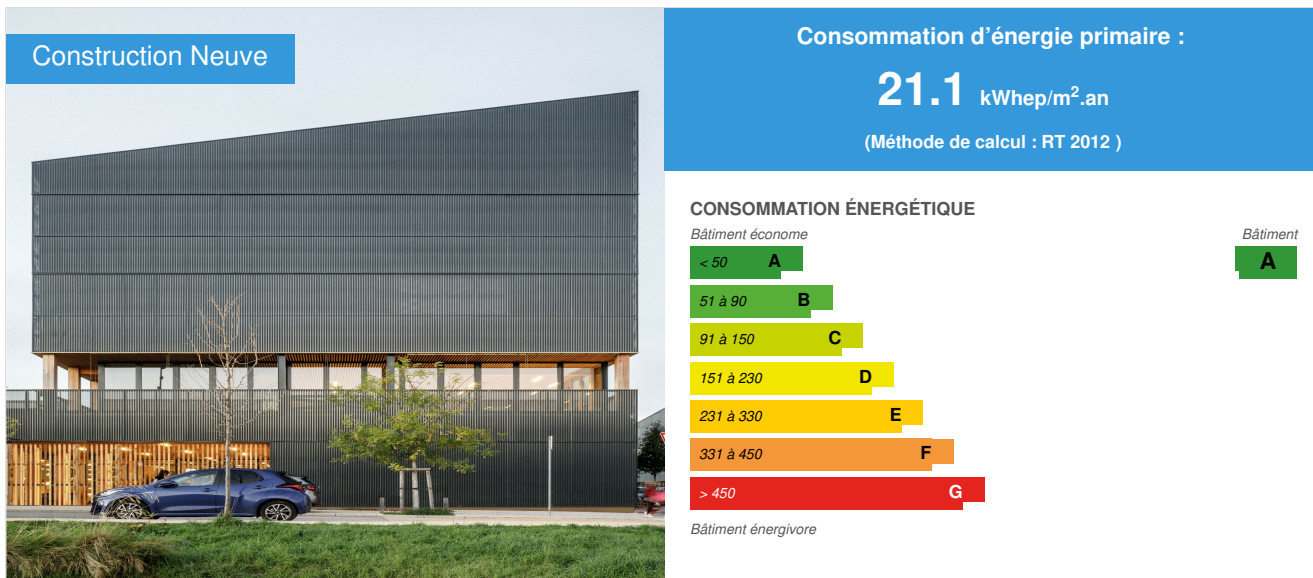 Construction Neuve
Consommation d'énergie primaire :
21.1 kWhep/m².an
(Méthode de calcul : RT 2012 )
CONSOMMATION ÉNERGÉTIQUE
Bâtiment économe
Bâtiment
< 50 A
A
51 à 90 B
91 à 150 C
151 à 230 D
231 à 330 E
331 à 450 F
> 450 G
Bâtiment énergivore